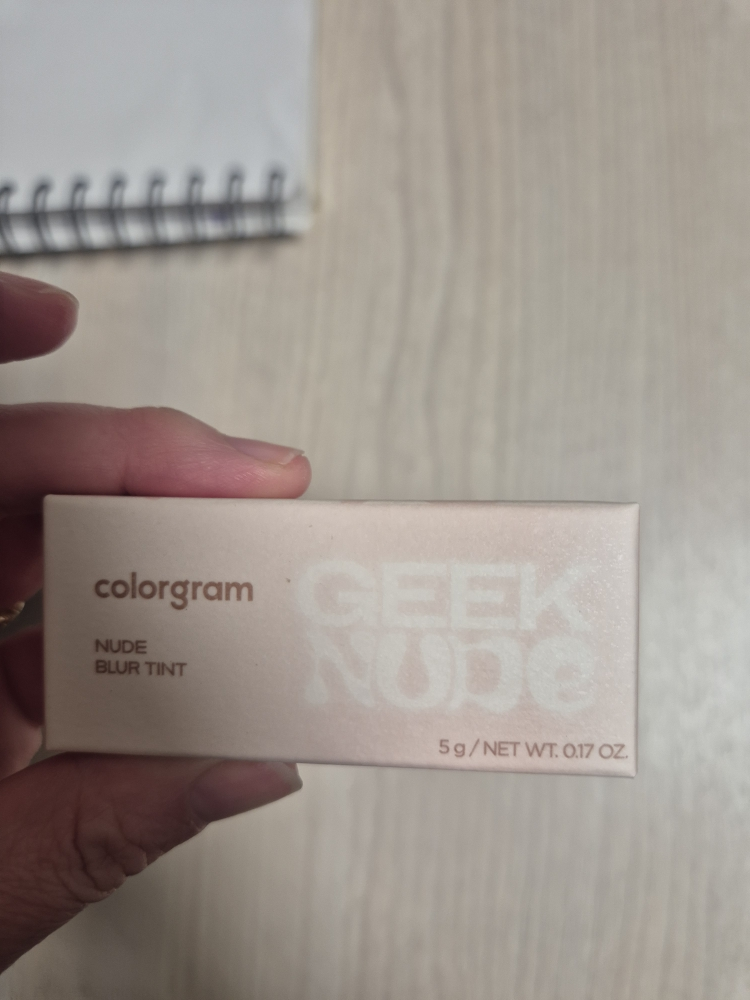 colorgram
NUDE
BLUR TINT
GEEK
NUDe
5 g / NET WT. 0.17 OZ.